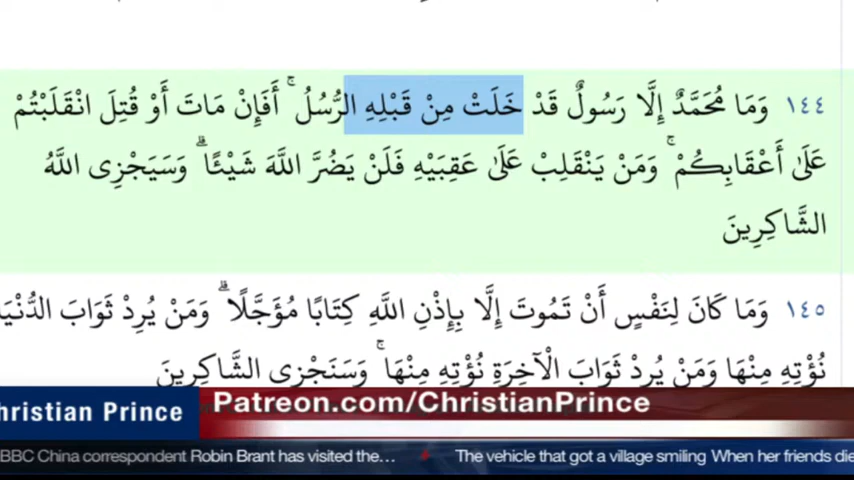 ١٤٤ وَمَا مُحَمَّدٌ إِلَّا رَسُولٌ قَدْ خَلَتْ مِنْ قَبْلِهِ الرُّسُلُ ۚ أَفَإِنْ مَاتَ أَوْ قُتِلَ انْقَلَبْتُمْ
عَلَىٰ أَعْقَابِكُمْ ۚ وَمَنْ يَنْقَلِبْ عَلَىٰ عَقِبَيْهِ فَلَنْ يَضُرَّ اللَّهَ شَيْئًا ۗ وَسَيَجْزِي اللَّهُ
الشَّاكِرِينَ
١٤٥ وَمَا كَانَ لِنَفْسٍ أَنْ تَمُوتَ إِلَّا بِإِذْنِ اللَّهِ كِتَابًا مُؤَجَّلًا ۗ وَمَنْ يُرِدْ ثَوَابَ الدُّنْيَا
نُؤْتِهِ مِنْهَا وَمَنْ يُرِدْ ثَوَابَ الْآخِرَةِ نُؤْتِهِ مِنْهَا ۚ وَسَنَجْزِي الشَّاكِرِينَ
hristian Prince
Patreon.com/ChristianPrince
BBC China correspondent Robin Brant has visited the... The vehicle that got a village smiling When her friends die